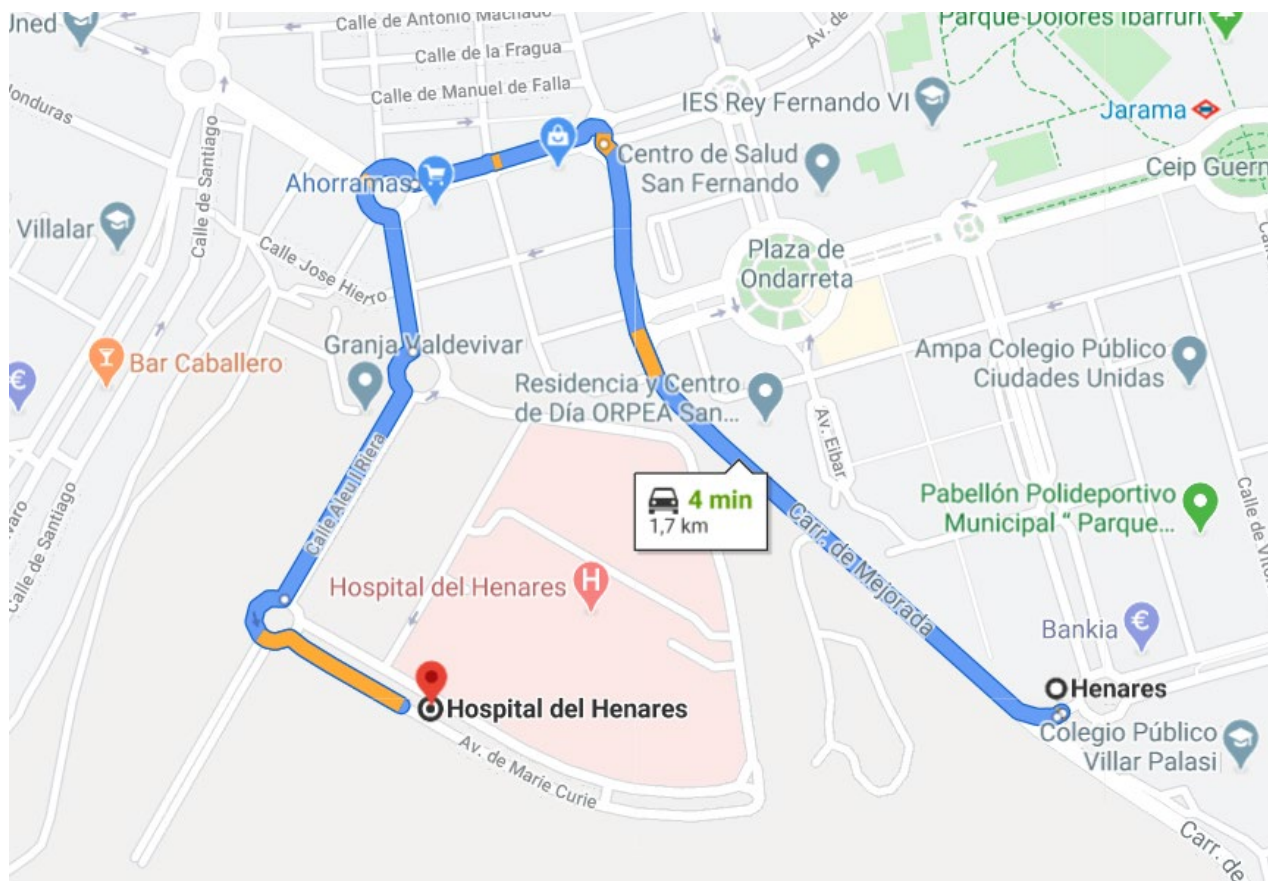 Uned
Calle de Antonio Machado
Av. de
Parque Dolores Ibárruri
Calle de la Fragua
Calle de Manuel de Falla
IES Rey Fernando VI
Jarama
Honduras
Calle de Santiago
Ahorramas
Centro de Salud
San Fernando
Ceip Guern
Villalar
Calle Jose Hierro
Plaza de
Ondarreta
Granja Valdevivar
Bar Caballero
€
Residencia y Centro
de Día ORPEA San...
Ampa Colegio Público
Ciudades Unidas
Av. Eibar
Calle de Santiago
4 min
1,7 km
Pabellón Polideportivo
Municipal " Parque...
Carr. de Mejorada
Hospital del Henares
H
Bankia
€
Henares
Hospital del Henares
Colegio Público
Villar Palasi
Av. de Marie Curie
Carr. de